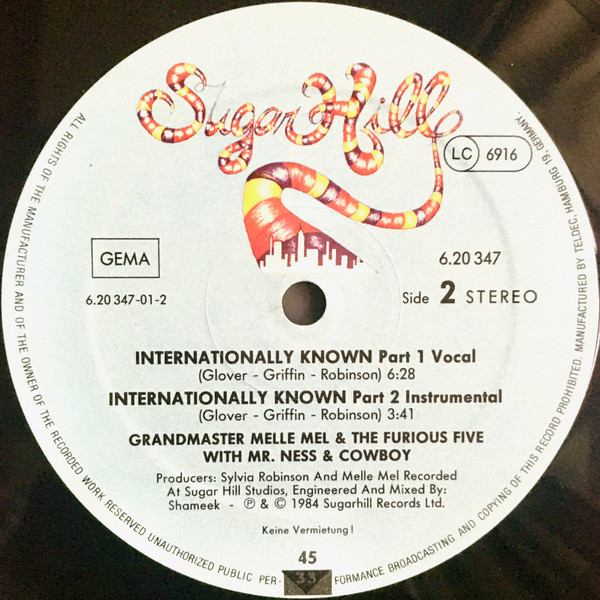 Sugar Hill
LC 6916
GEMA
6.20 347
6.20 347-01-2
Side 2 STEREO
INTERNATIONALLY KNOWN Part 1 Vocal
(Glover - Griffin - Robinson) 6:28
INTERNATIONALLY KNOWN Part 2 Instrumental
(Glover - Griffin - Robinson) 3:41
GRANDMASTER MELLE MEL & THE FURIOUS FIVE
WITH MR. NESS & COWBOY
Producers: Sylvia Robinson And Melle Mel Recorded
At Sugar Hill Studios, Engineered And Mixed By:
Shameek - ℗ & © 1984 Sugarhill Records Ltd.
Keine Vermietung!
45
33
ALL RIGHTS OF THE MANUFACTURER AND OF THE OWNER OF THE RECORDED WORK RESERVED UNAUTHORIZED PUBLIC PER- FORMANCE BROADCASTING AND COPYING OF THIS RECORD PROHIBITED. MANUFACTURED BY TELDEC, HAMBURG 19, GERMANY.